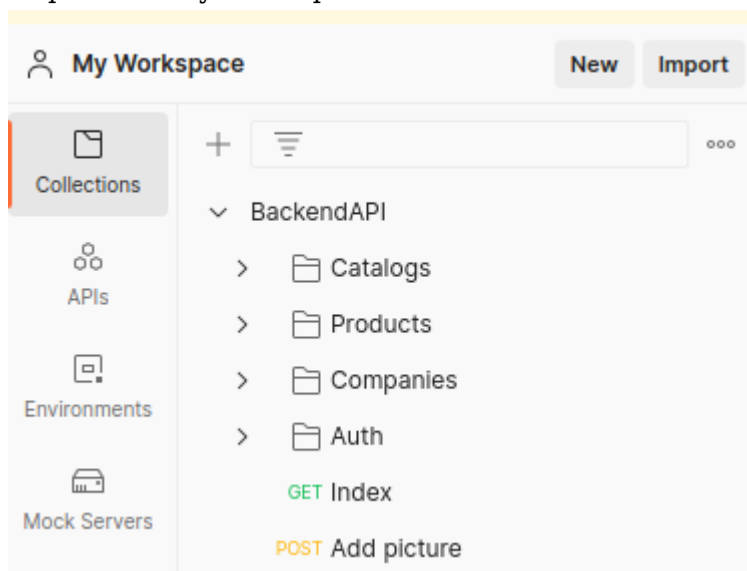 My Workspace
New
Import
Collections
APIs
Environments
Mock Servers
BackendAPI
Catalogs
Products
Companies
Auth
GET Index
POST Add picture